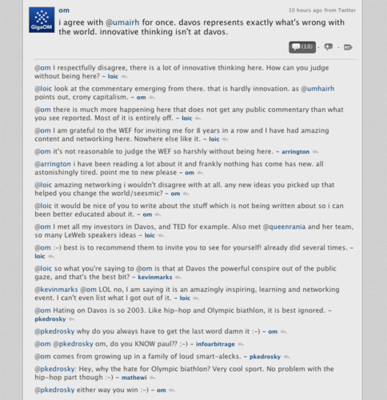 om
10 hours ago from Twitter
i agree with @umairh for once. davos represents exactly what's wrong with
the world. innovative thinking isn't at davos.
GigaOM
(18)
@om I respectfully disagree, there is a lot of innovative thinking here. How can you judge
without being here? - loic
@loic look at the commentary emerging from there. that is hardly innovation. as @umhairh
points out, crony capitalism. - om
@om there is much more happening here that does not get any public commentary than what
you see reported. Most of it is entirely off. - loic
@om I am grateful to the WEF for inviting me for 8 years in a row and I have had amazing
content and networking here. Nowhere else like it. - loic
@om it's not reasonable to judge the WEF so harshly without being here. - arrington
@arrington i have been reading a lot about it and frankly nothing has come has new. all
astonishingly tired. point me to new please - om
@loic amazing networking i wouldn't disagree with at all. any new ideas you picked up that
helped you change the world/seesmic? - om
@loic it would be nice of you to write about the stuff which is not being written about so i can
been better educated about it. - om
@om I met all my investors in Davos, and TED for example. Also met @queenrania and her team,
so many LeWeb speakers ideas - loic
@om :-) best is to recommend them to invite you to see for yourself! already did several times. -
loic
@loic so what you're saying to @om is that at Davos the powerful conspire out of the public
gaze, and that's the best bit? - kevinmarks
@kevinmarks @om LOL no, I am saying it is an amazingly inspiring, learning and networking
event. I can't even list what I got out of it. - loic
@om Hating on Davos is so 2003. Like hip-hop and Olympic biathlon, it is best ignored. -
pkedrosky
@pkedrosky why do you always have to get the last word damn it :-) - om
@om @pkedrosky om, do you KNOW paul?? :-) - infoarbitrage
@om comes from growing up in a family of loud smart-alecks. - pkedrosky
@pkedrosky: Hey, why the hate for Olympic biathlon? Very cool sport. No problem with the
hip-hop part though :-) - mathewi
@pkedrosky either way you win :-) - om